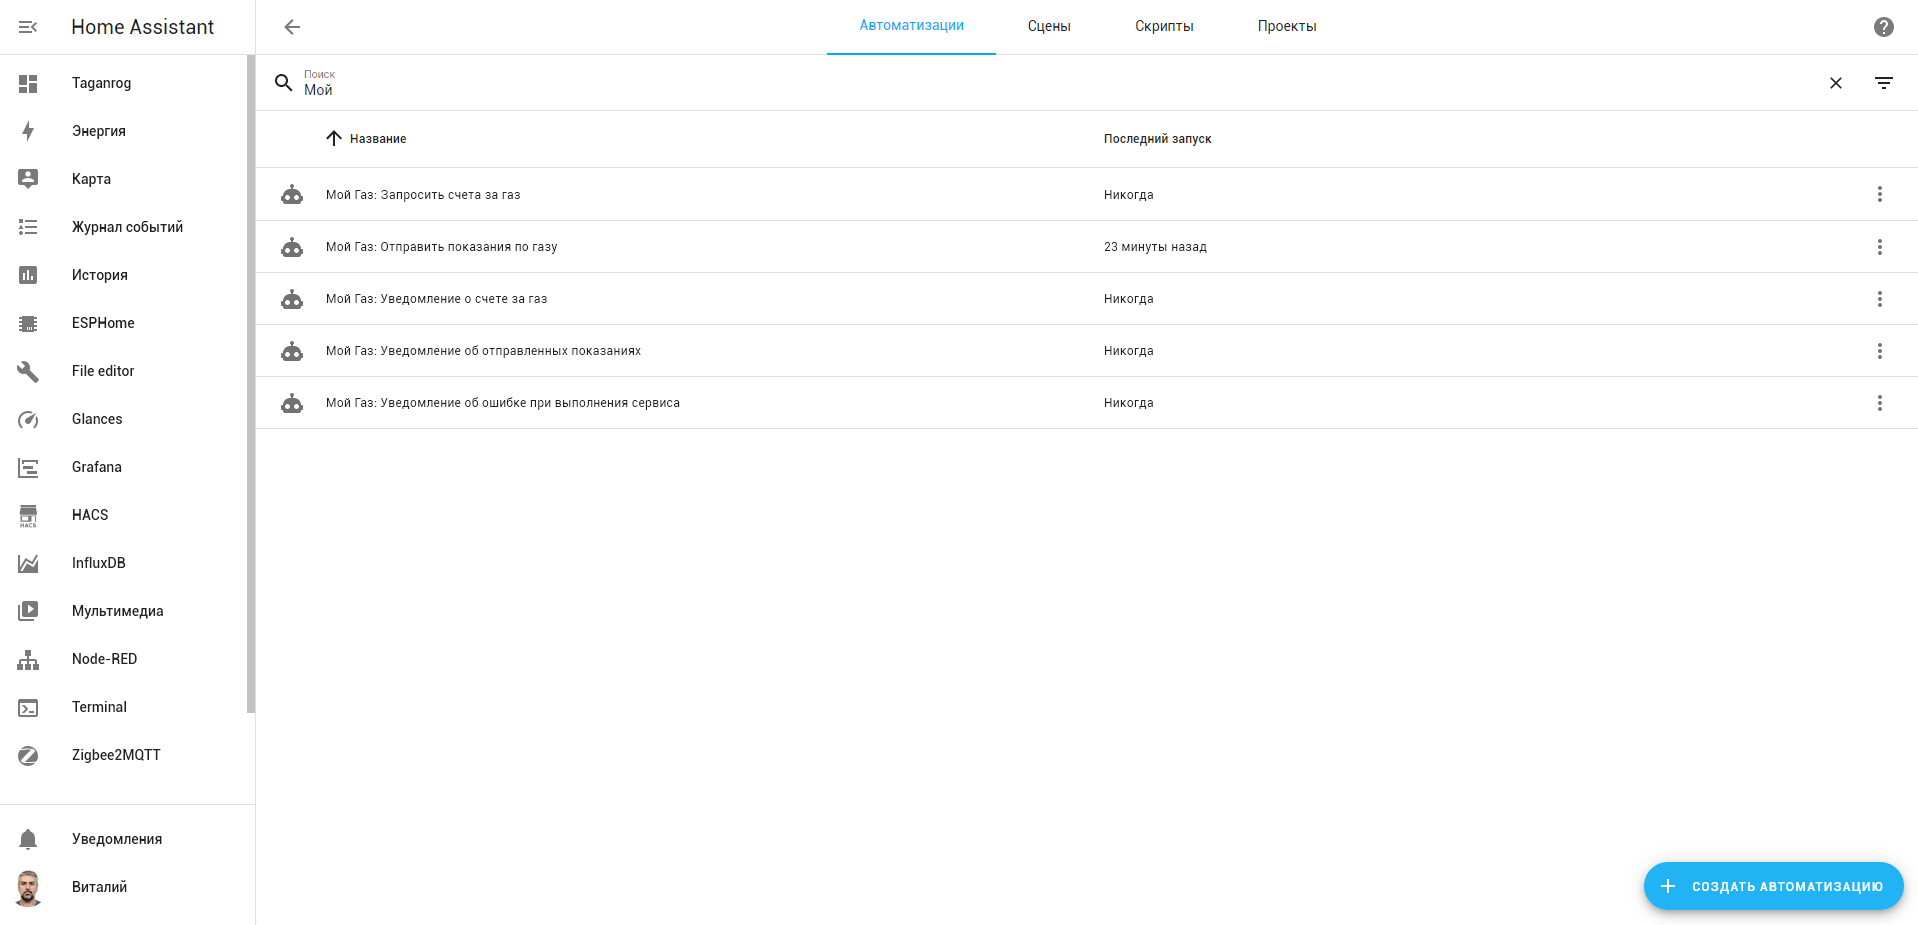 Home Assistant
Автоматизации
Сцены
Скрипты
Проекты
Taganrog
Энергия
Карта
Журнал событий
История
ESPHome
File editor
Glances
Grafana
HACS
HACS
InfluxDB
Мультимедиа
Node-RED
Terminal
Zigbee2MQTT
Уведомления
Виталий
Поиск
Мой
Название
Последний запуск
Мой Газ: Запросить счета за газ
Никогда
Мой Газ: Отправить показания по газу
23 минуты назад
Мой Газ: Уведомление о счете за газ
Никогда
Мой Газ: Уведомление об отправленных показаниях
Никогда
Мой Газ: Уведомление об ошибке при выполнения сервиса
Никогда
СОЗДАТЬ АВТОМАТИЗАЦИЮ